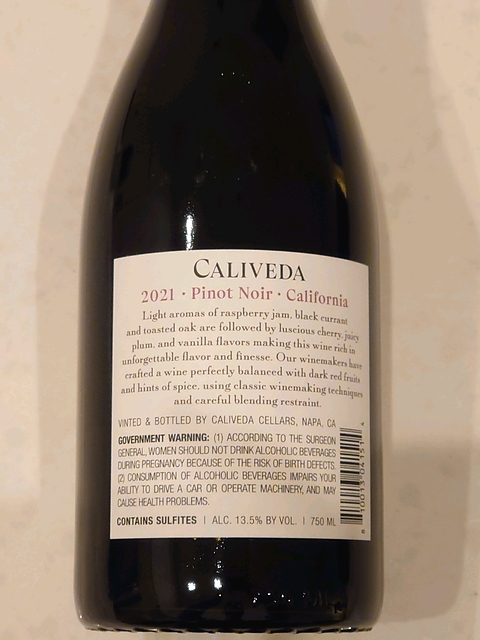 CALIVEDA
2021 · Pinot Noir · California
Light aromas of raspberry jam, black currant
and toasted oak are followed by luscious cherry, juicy
plum, and vanilla flavors making this wine rich in
unforgettable flavor and finesse. Our winemakers have
crafted a wine perfectly balanced with dark red fruits
and hints of spice, using classic winemaking techniques
and careful blending restraint.
VINTED & BOTTLED BY CALIVEDA CELLARS, NAPA, CA
GOVERNMENT WARNING: (1) ACCORDING TO THE SURGEON
GENERAL, WOMEN SHOULD NOT DRINK ALCOHOLIC BEVERAGES
DURING PREGNANCY BECAUSE OF THE RISK OF BIRTH DEFECTS.
(2) CONSUMPTION OF ALCOHOLIC BEVERAGES IMPAIRS YOUR
ABILITY TO DRIVE A CAR OR OPERATE MACHINERY, AND MAY
CAUSE HEALTH PROBLEMS.
CONTAINS SULFITES | ALC. 13.5% BY VOL. | 750 ML